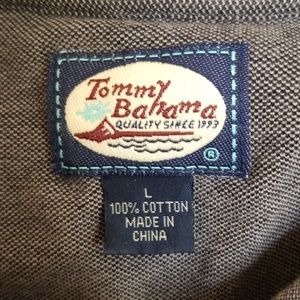 Tommy
Bahama
QUALITY SINCE 1993
®
L
100% COTTON
MADE IN
CHINA